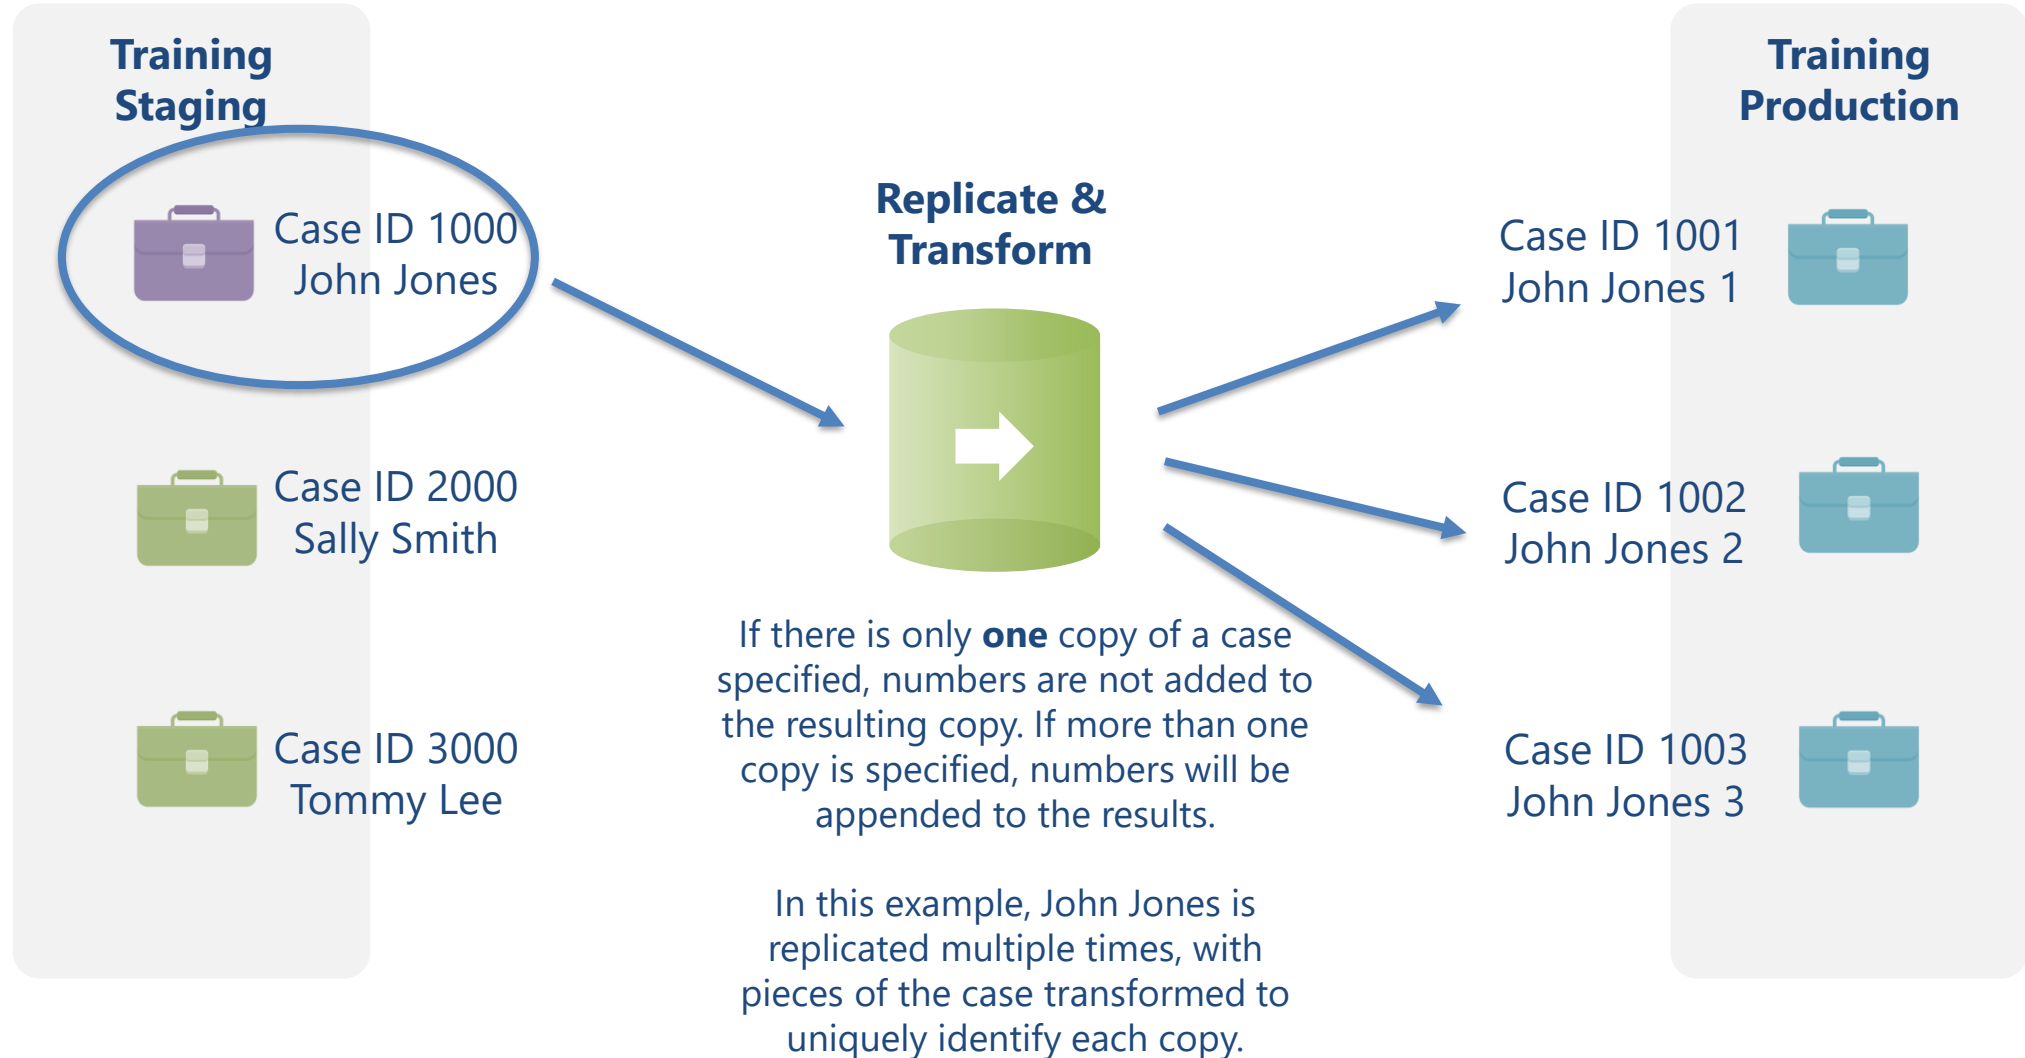 Training
Staging
Case ID 1000
John Jones
Case ID 2000
Sally Smith
Case ID 3000
Tommy Lee
Replicate &
Transform
If there is only one copy of a case
specified, numbers are not added to
the resulting copy. If more than one
copy is specified, numbers will be
appended to the results.
In this example, John Jones is
replicated multiple times, with
pieces of the case transformed to
uniquely identify each copy.
Training
Production
Case ID 1001
John Jones 1
Case ID 1002
John Jones 2
Case ID 1003
John Jones 3